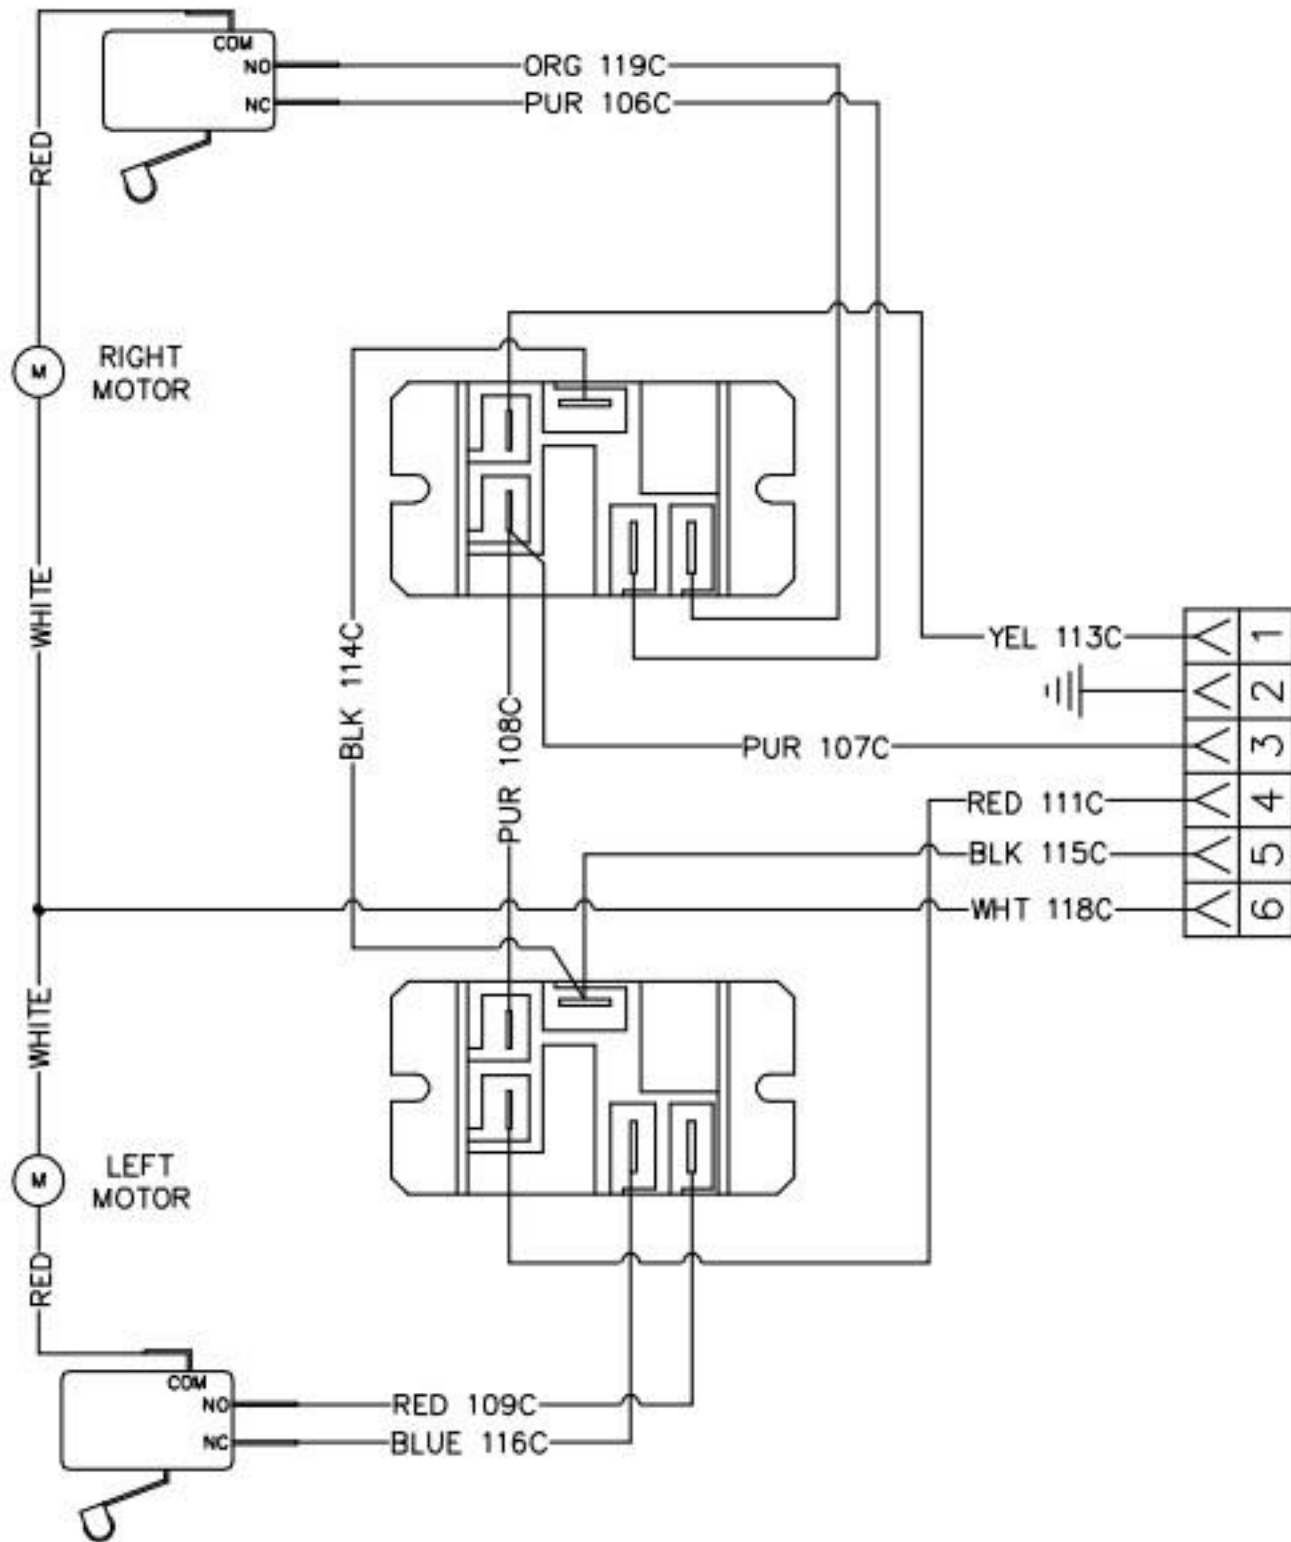 COM
NO
ORG 119C
NC
PUR 106C
RED
M
RIGHT
MOTOR
WHITE
BLK 114C
PUR 108C
YEL 113C
1
2
PUR 107C
3
RED 111C
4
BLK 115C
5
WHT 118C
6
WHITE
M
LEFT
MOTOR
RED
COM
NO
RED 109C
NC
BLUE 116C